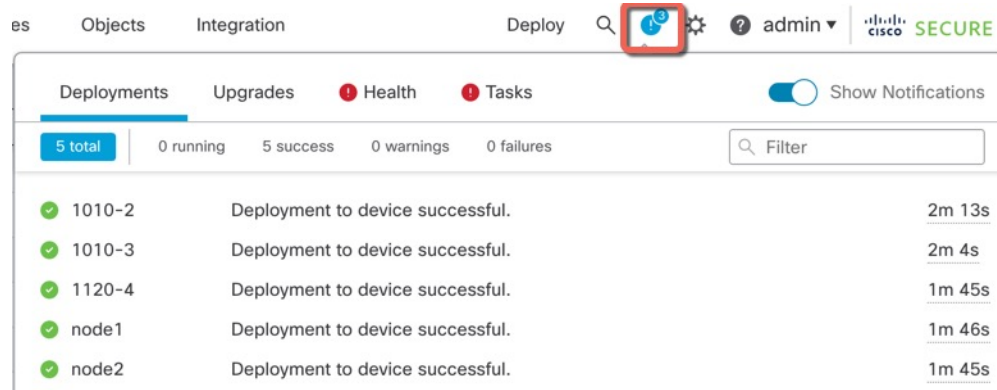 es Objects Integration Deploy 3 ? admin cisco SECURE
Deployments Upgrades ! Health ! Tasks Show Notifications
5 total 0 running 5 success 0 warnings 0 failures Filter
1010-2 Deployment to device successful. 2m 13s
1010-3 Deployment to device successful. 2m 4s
1120-4 Deployment to device successful. 1m 45s
node1 Deployment to device successful. 1m 46s
node2 Deployment to device successful. 1m 45s